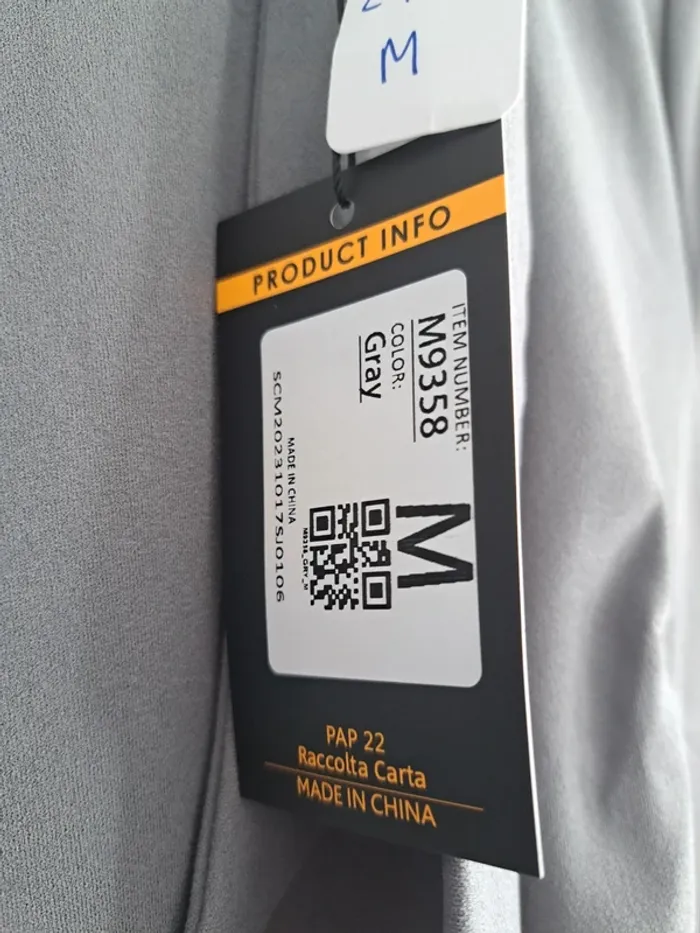 M
PRODUCT INFO
ITEM NUMBER:
M9358
COLOR:
Gray
M
MADE IN CHINA
SCM20231017SJ0106
PAP 22
Raccolta Carta
MADE IN CHINA